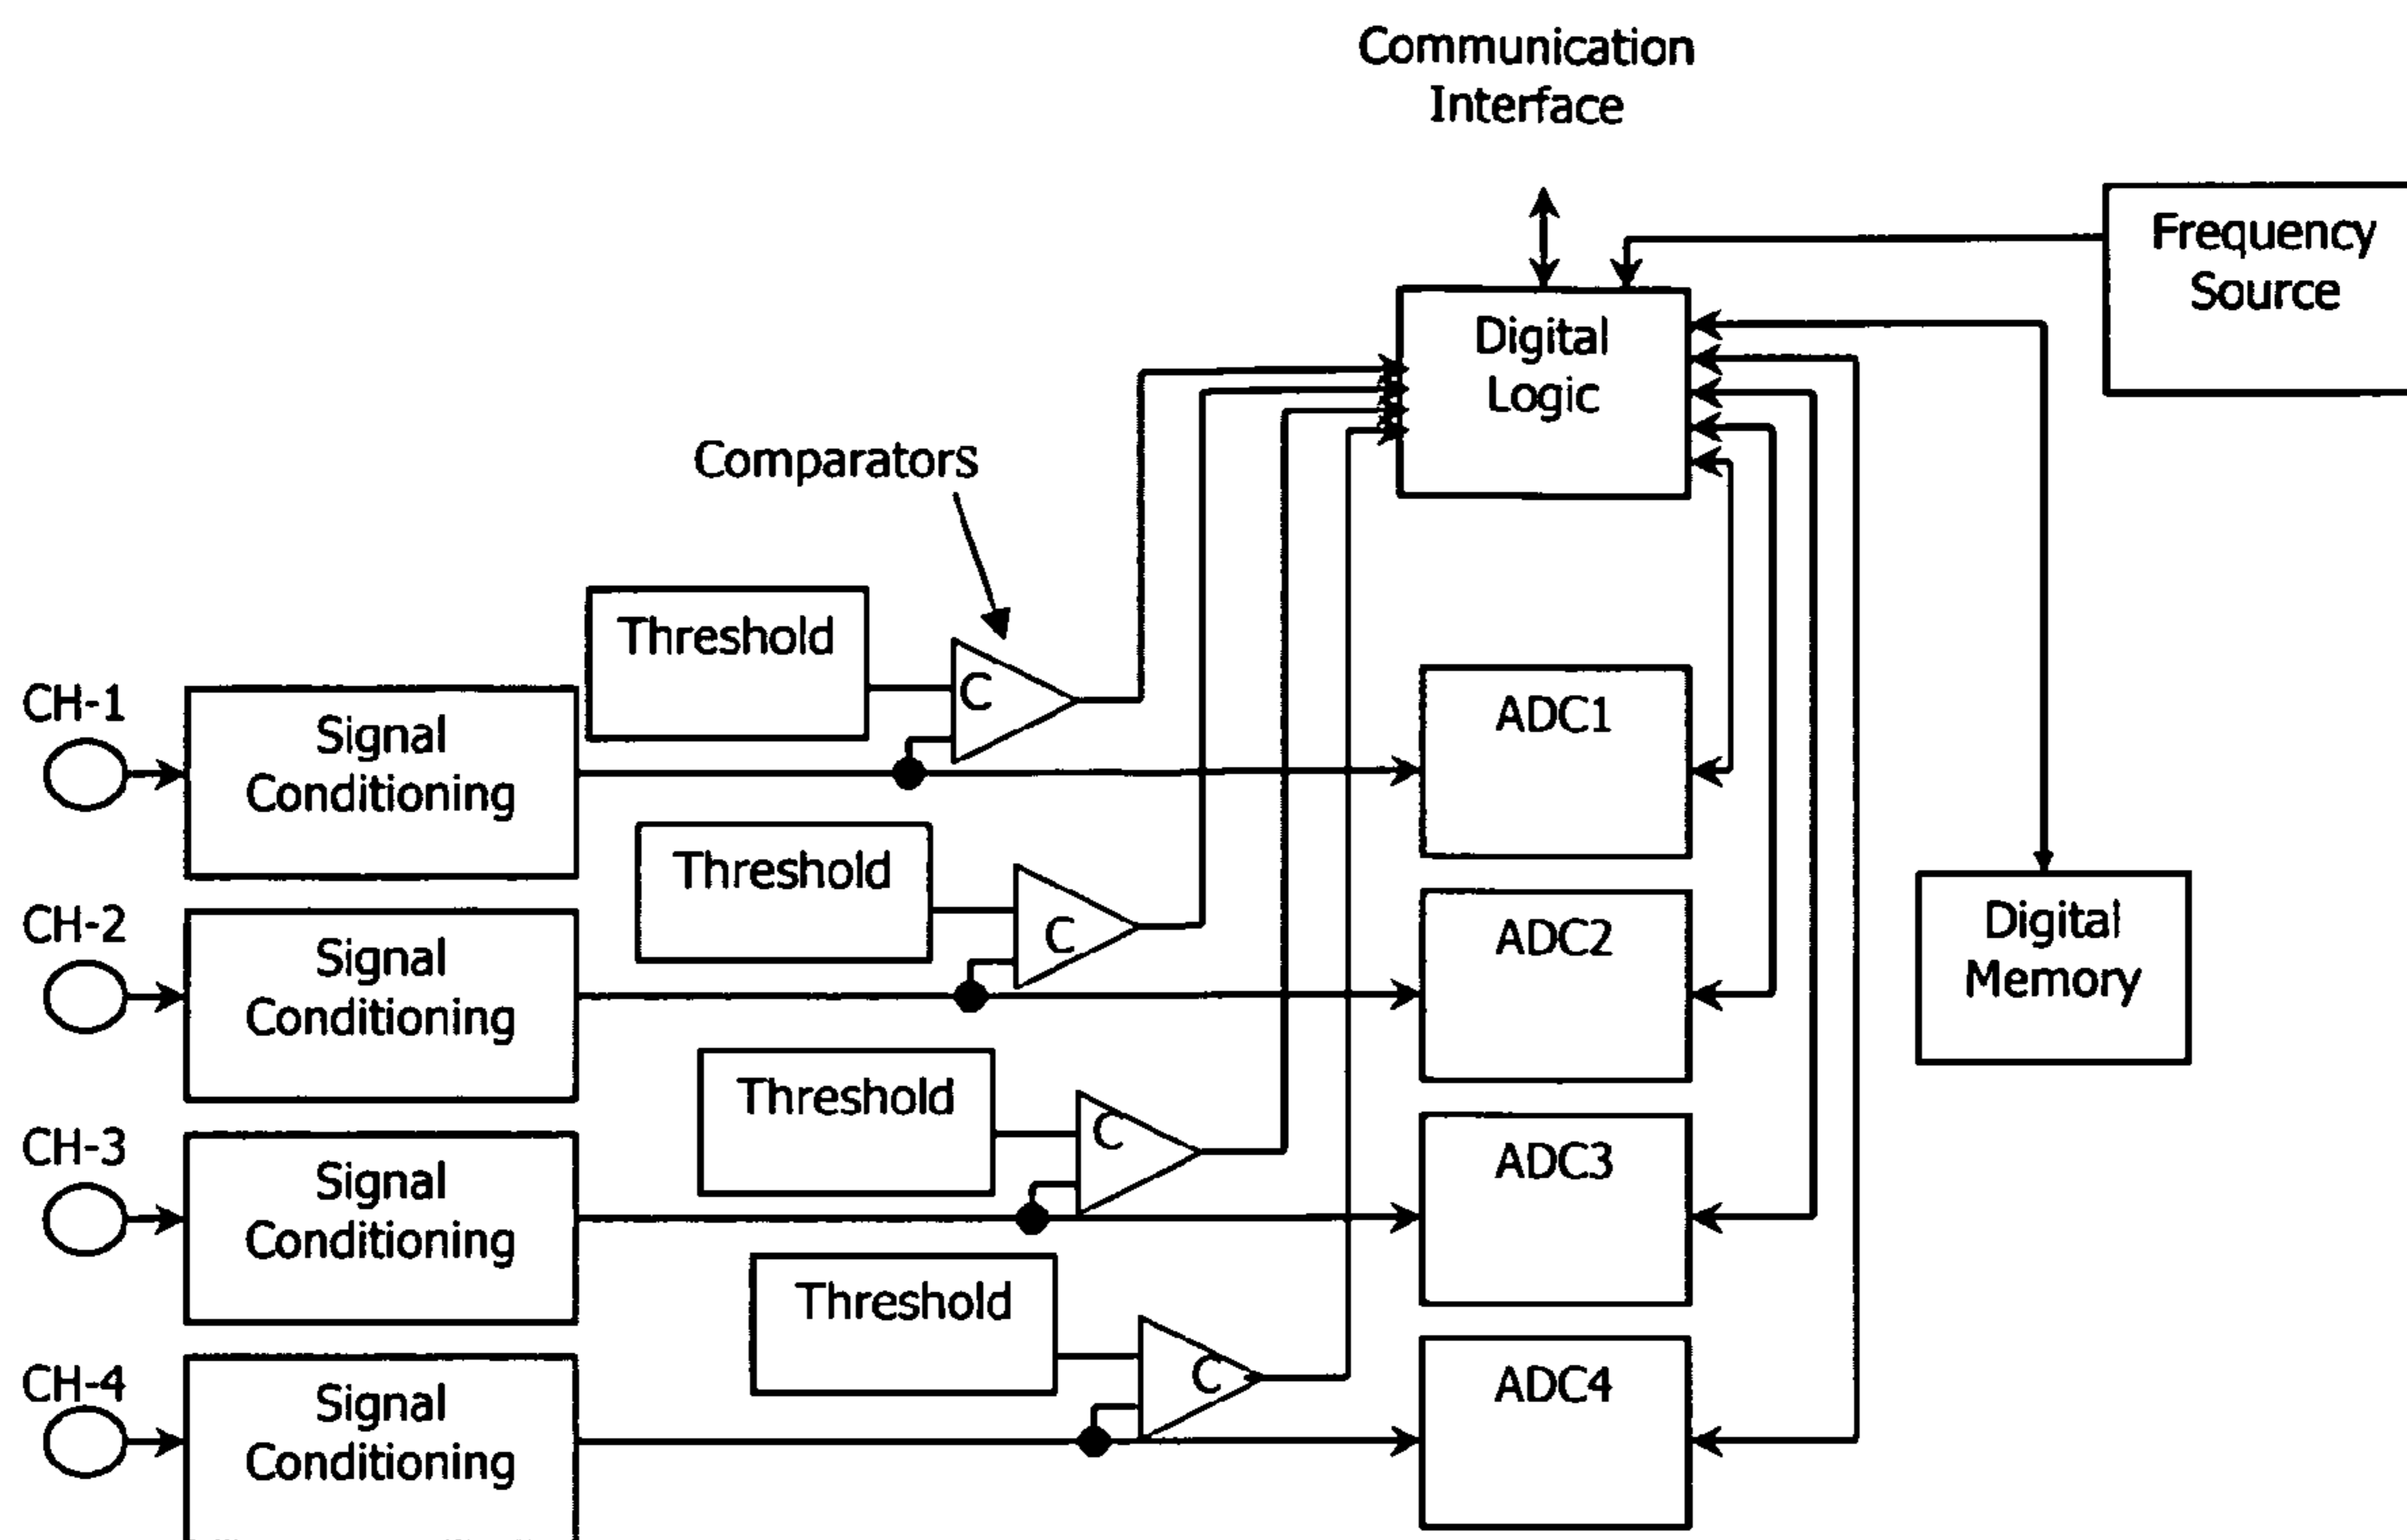 Communication
Interface
Frequency
Source
Digital
Logic
Comparators
Threshold
C
CH-1
Signal
Conditioning
ADC1
Threshold
C
CH-2
Signal
Conditioning
ADC2
Digital
Memory
Threshold
C
CH-3
Signal
Conditioning
ADC3
Threshold
C
CH-4
Signal
Conditioning
ADC4